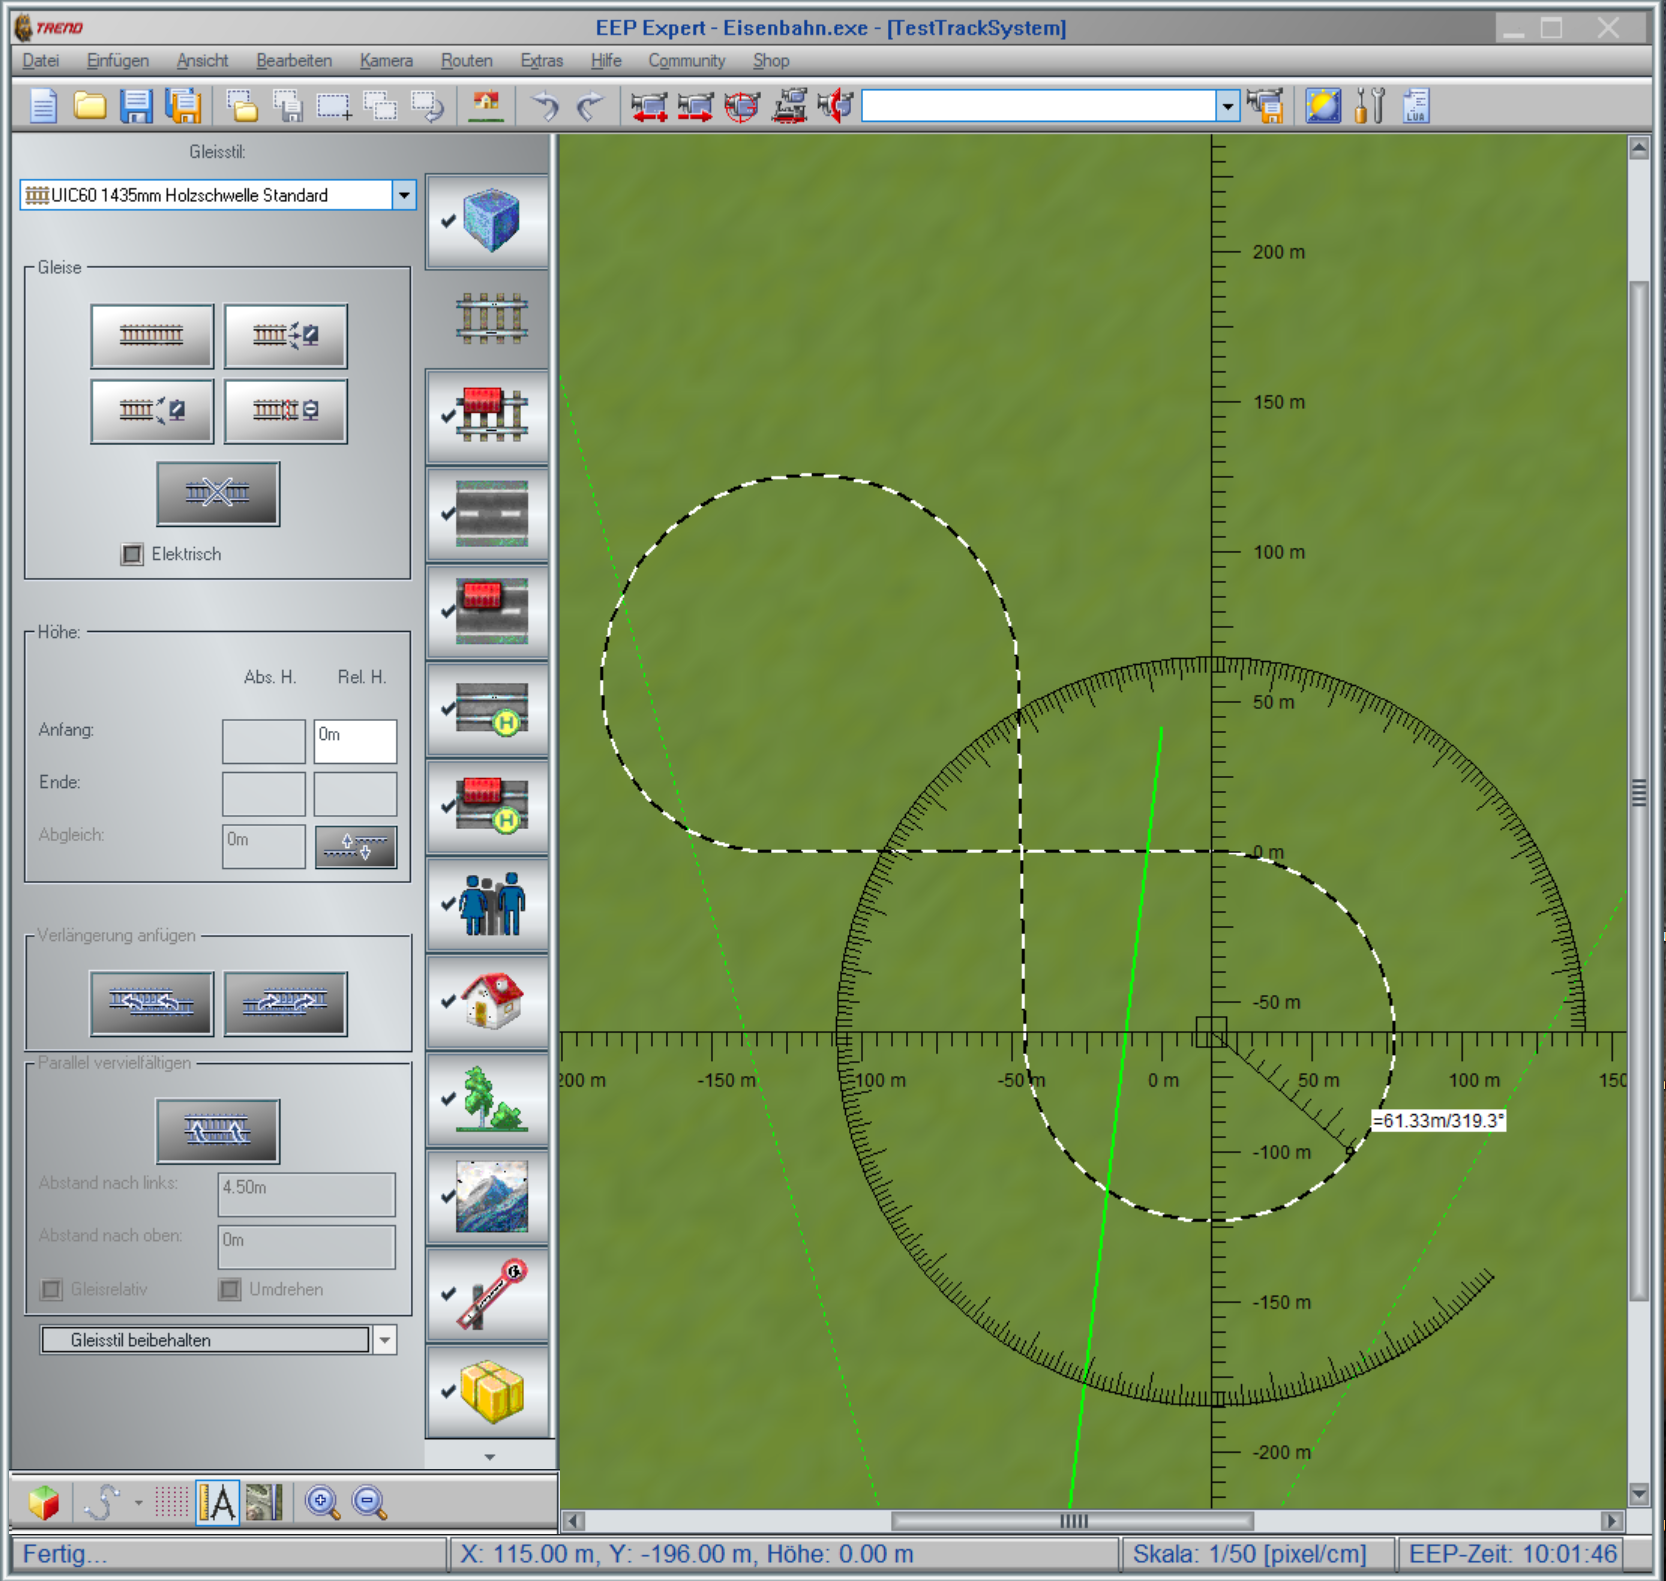 TREND
EEP Expert - Eisenbahn.exe - [TestTrackSystem]
Datei Einfügen Ansicht Bearbeiten Kamera Routen Extras Hilfe Community Shop
LUA
Gleisstil:
UIC60 1435mm Holzschwelle Standard
Gleise
Elektrisch
Höhe:
Abs. H. Rel. H.
Anfang: 0m
Ende:
Abgleich: 0m
Verlängerung anfügen
Parallel vervielfältigen
Abstand nach links: 4.50m
Abstand nach oben: 0m
Gleisrelativ Umdrehen
Gleisstil beibehalten
H
H
200 m
150 m
100 m
50 m
0 m
-50 m
200 m -150 m -100 m -50 m 0 m 50 m 100 m 150
=61.33m/319.3°
-100 m
-150 m
-200 m
A
Fertig...
X: 115.00 m, Y: -196.00 m, Höhe: 0.00 m
Skala: 1/50 [pixel/cm]
EEP-Zeit: 10:01:46